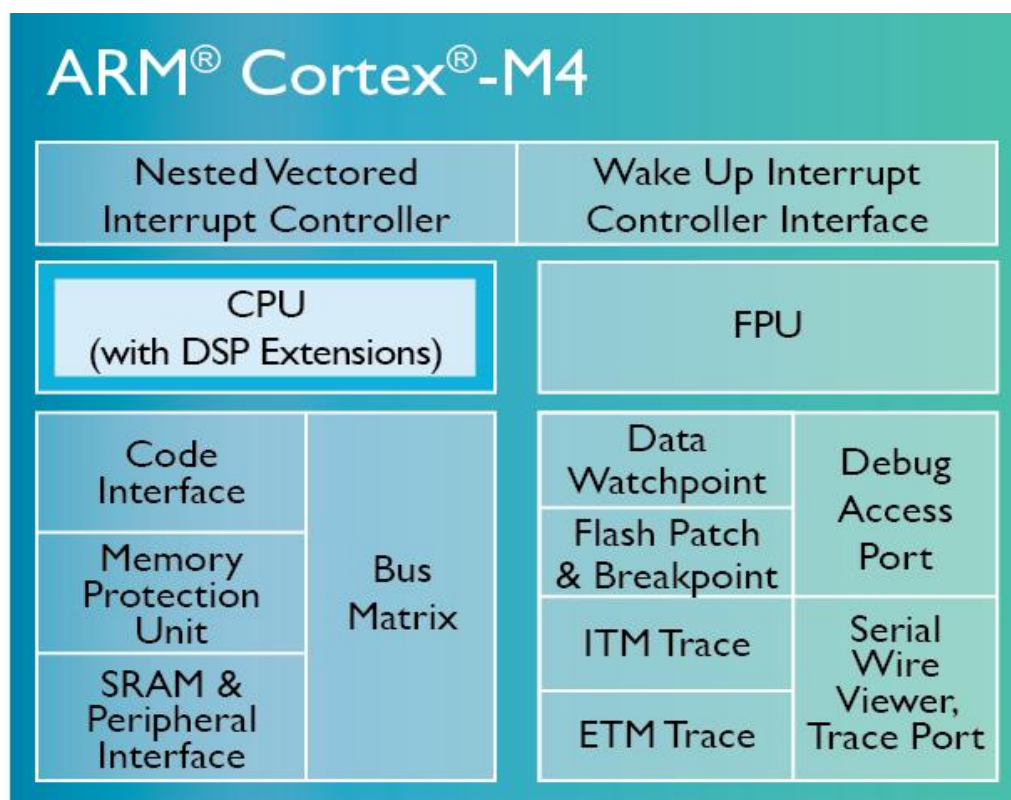 ARM® Cortex®-M4
Nested Vectored
Interrupt Controller
Wake Up Interrupt
Controller Interface
CPU
(with DSP Extensions)
FPU
Code
Interface
Memory
Protection
Unit
SRAM &
Peripheral
Interface
Bus
Matrix
Data
Watchpoint
Flash Patch
& Breakpoint
ITM Trace
ETM Trace
Debug
Access
Port
Serial
Wire
Viewer,
Trace Port